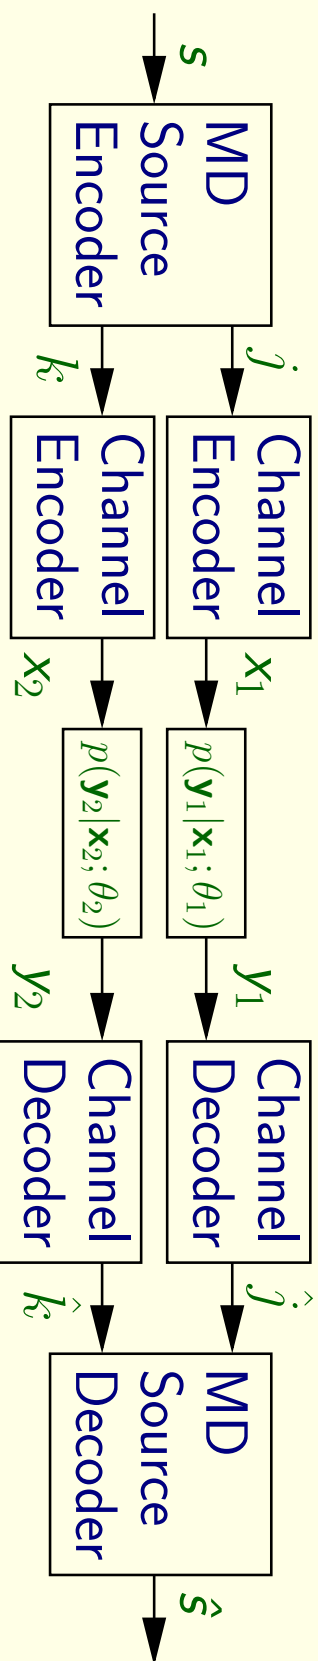 s
MD
Source
Encoder
j
k
Channel
Encoder
Channel
Encoder
x₁
x₂
p(y₁|x₁; θ₁)
p(y₂|x₂; θ₂)
y₁
y₂
Channel
Decoder
Channel
Decoder
ĵ
k̂
MD
Source
Decoder
ŝ